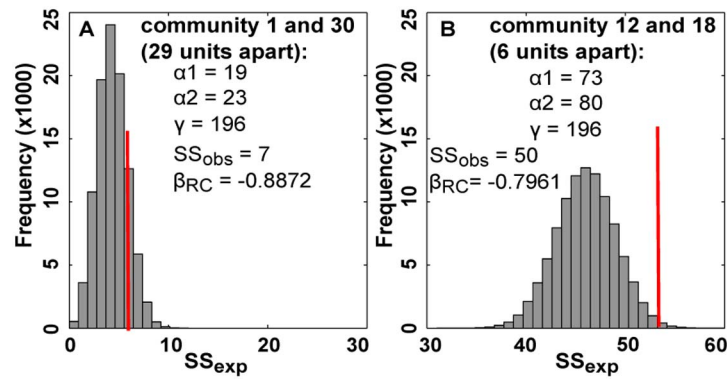 A community 1 and 30
(29 units apart):
α1 = 19
α2 = 23
γ = 196
SSobs = 7
βRC = -0.8872
Frequency (x1000)
25
20
15
10
5
0
0 10 20 30
SSexp
B community 12 and 18
(6 units apart):
α1 = 73
α2 = 80
γ = 196
SSobs = 50
βRC= -0.7961
Frequency (x1000)
25
20
15
10
5
0
30 40 50 60
SSexp